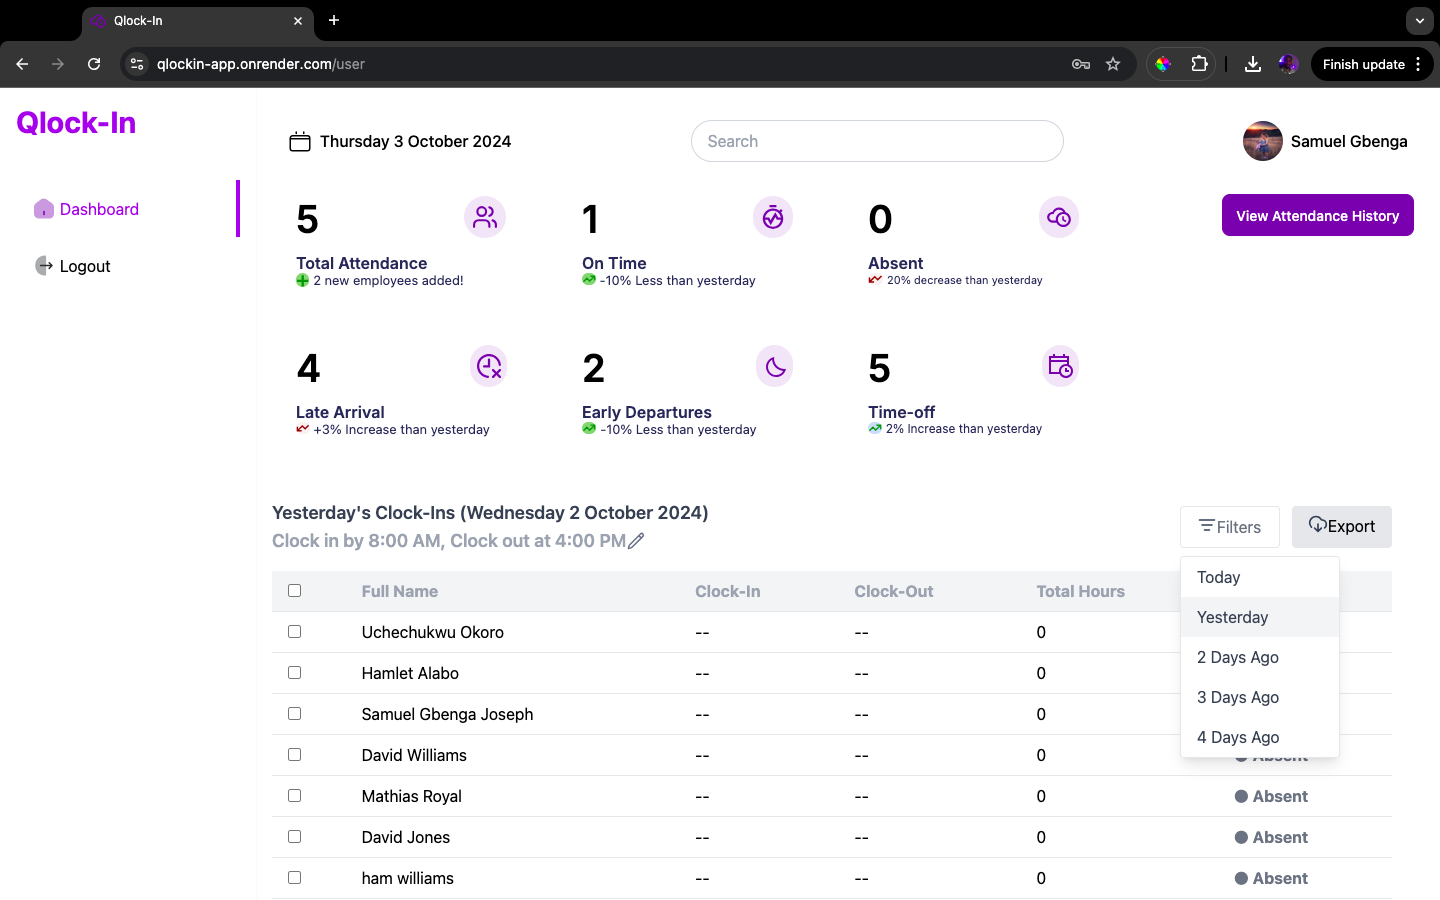 Qlock-In
qlockin-app.onrender.com/user
Finish update
Qlock-In
Thursday 3 October 2024
Search
Samuel Gbenga
Dashboard
Logout
View Attendance History
5
Total Attendance
2 new employees added!
1
On Time
-10% Less than yesterday
0
Absent
20% decrease than yesterday
4
Late Arrival
+3% Increase than yesterday
2
Early Departures
-10% Less than yesterday
5
Time-off
2% Increase than yesterday
Yesterday's Clock-Ins (Wednesday 2 October 2024)
Clock in by 8:00 AM, Clock out at 4:00 PM
Filters
Export
Today
Yesterday
2 Days Ago
3 Days Ago
4 Days Ago
Full Name Clock-In Clock-Out Total Hours
Uchechukwu Okoro -- -- 0
Hamlet Alabo -- -- 0
Samuel Gbenga Joseph -- -- 0
David Williams -- -- 0 Absent
Mathias Royal -- -- 0 Absent
David Jones -- -- 0 Absent
ham williams -- -- 0 Absent